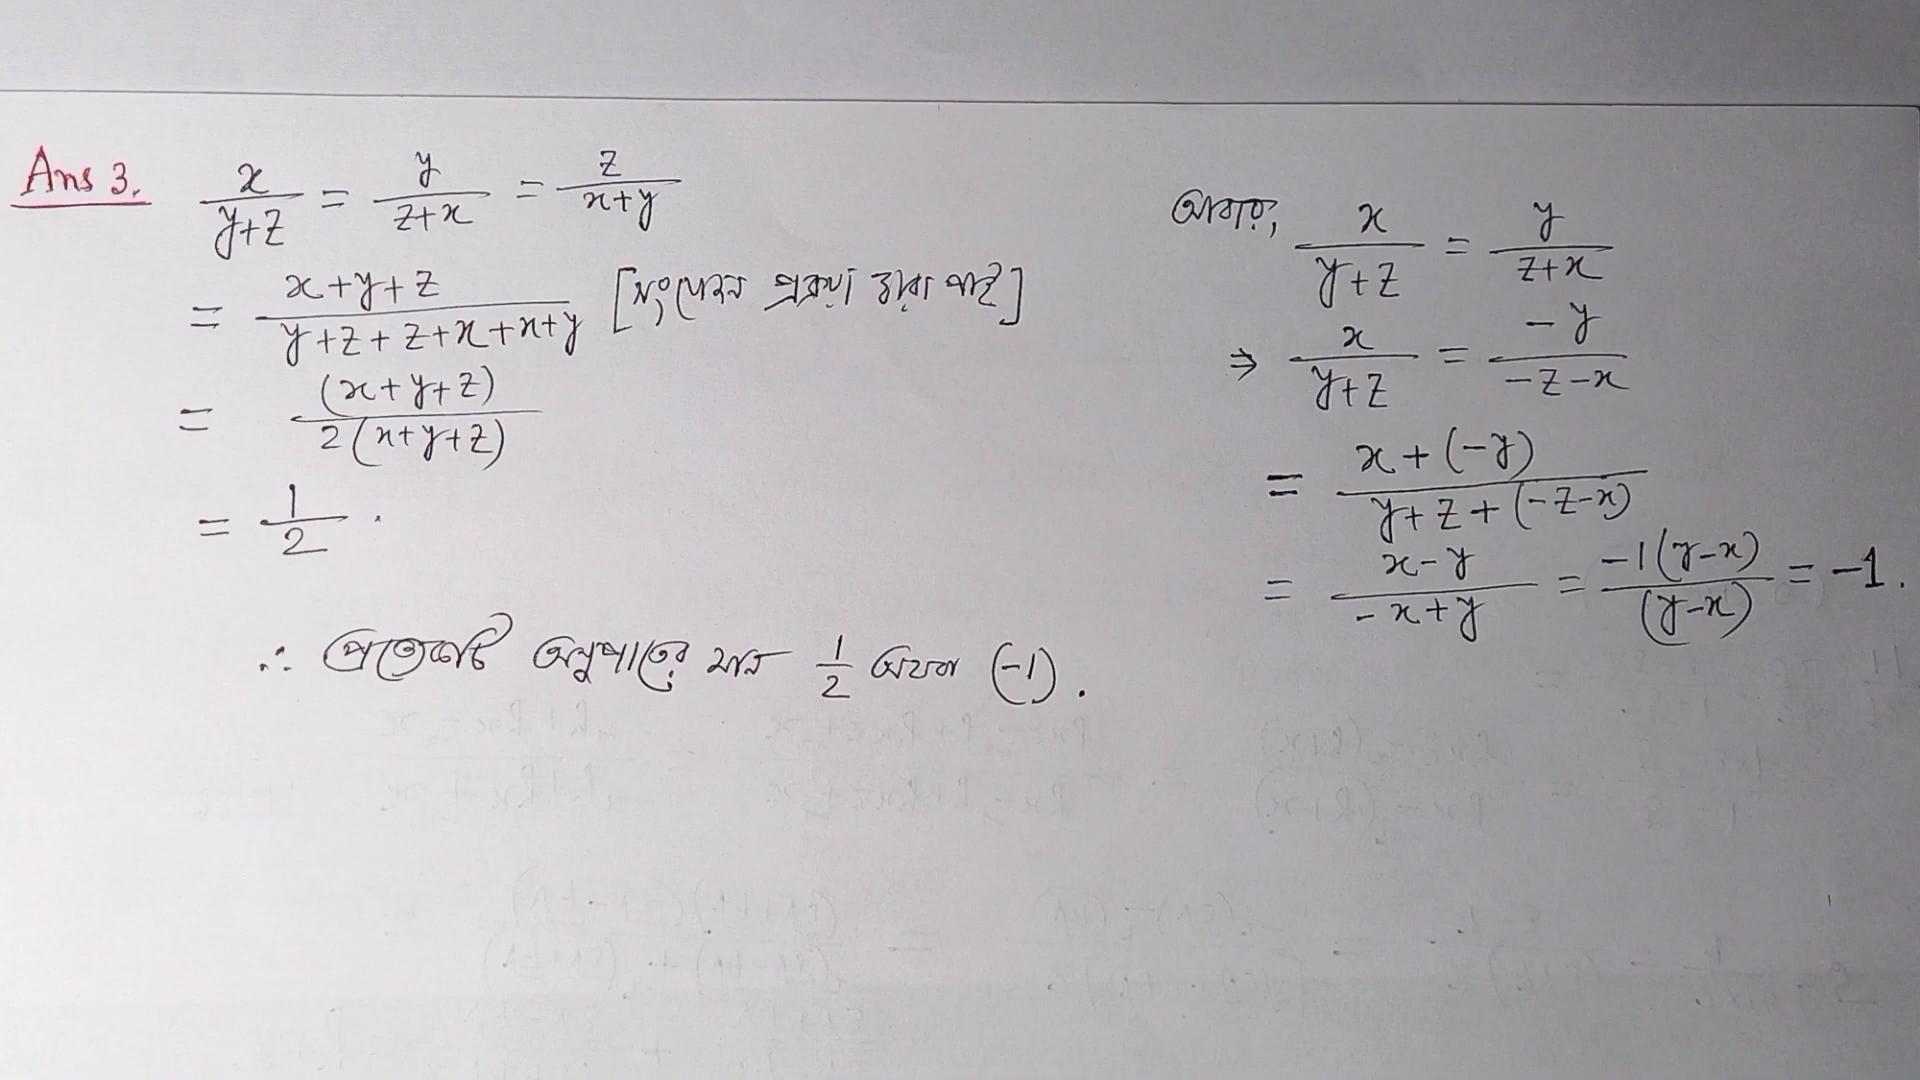 Ans 3. x/(y+z) = y/(z+x) = z/(x+y)
= (x+y+z)/(y+z+z+x+x+y) [সংযোজন প্রক্রিয়া দ্বারা পাই]
= (x+y+z)/2(x+y+z)
= 1/2 .
∴ প্রত্যেকটি অনুপাতের মান 1/2 অথবা (-1).
আবার, x/(y+z) = y/(z+x)
⇒ x/(y+z) = -y/(-z-x)
= (x+(-y))/(y+z+(-z-x))
= (x-y)/(-x+y) = -1(y-x)/(y-x) = -1.